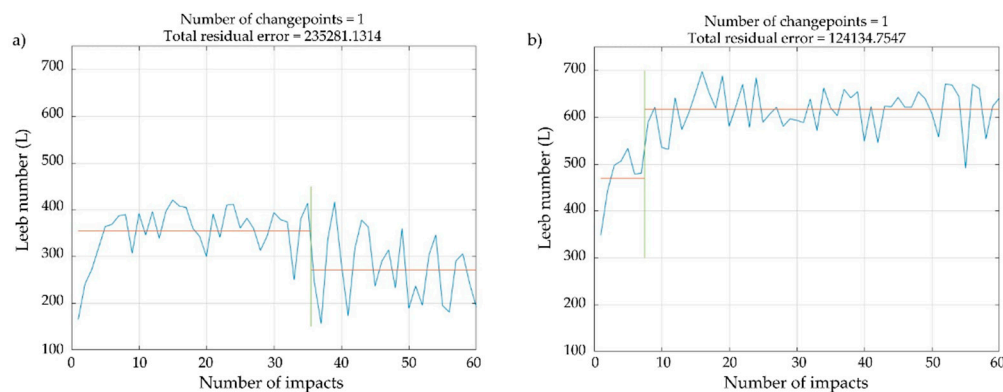 a)
Number of changepoints = 1
Total residual error = 235281.1314
Leeb number (L)
700
600
500
400
300
200
100
0 10 20 30 40 50 60
Number of impacts
b)
Number of changepoints = 1
Total residual error = 124134.7547
Leeb number (L)
700
600
500
400
300
200
100
0 10 20 30 40 50 60
Number of impacts